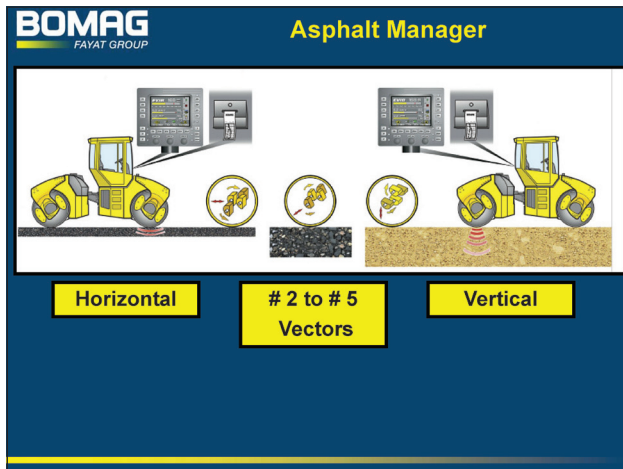 BOMAG
FAYAT GROUP
Asphalt Manager
Horizontal
# 2 to # 5
Vectors
Vertical